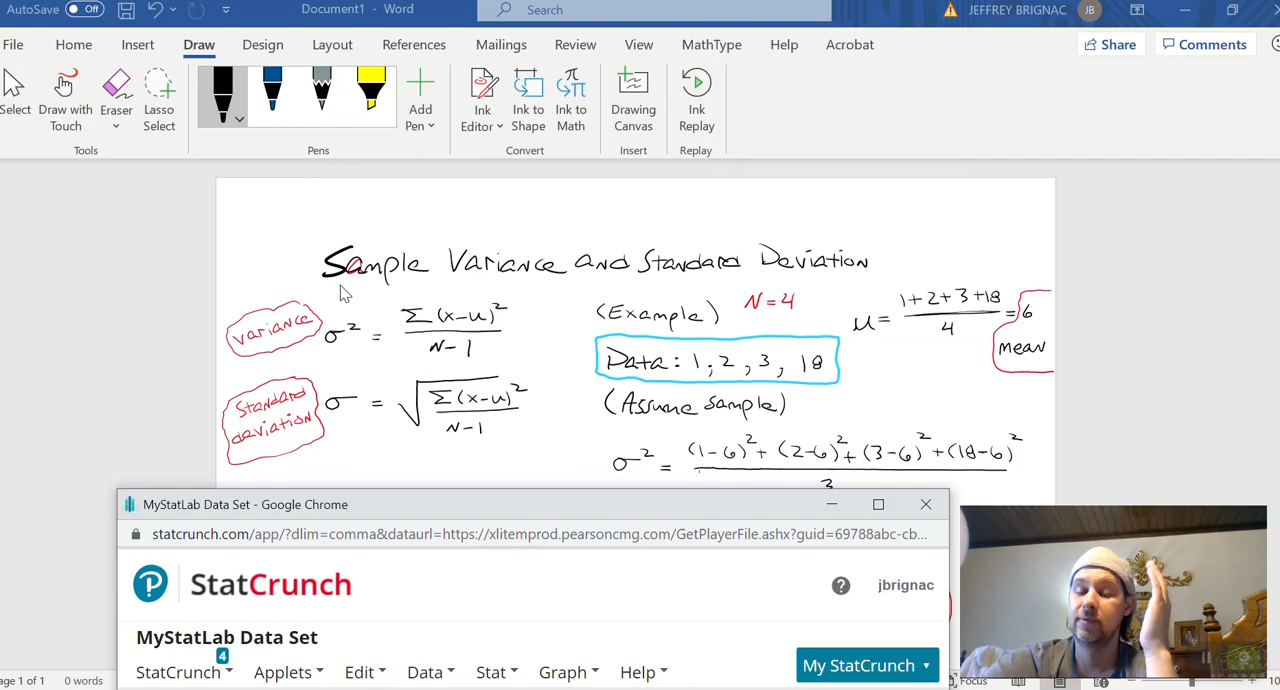 AutoSave Off Document1 - Word Search JEFFREY BRIGNAC JB
File Home Insert Draw Design Layout References Mailings Review View MathType Help Acrobat Share Comments
Select Draw with Touch Eraser Lasso Select Add Pen Ink Editor Ink to Shape Ink to Math Drawing Canvas Ink Replay
Tools Pens Convert Insert Replay
Sample Variance and Standard Deviation
variance σ² = Σ(x-u)² / N-1
(Example) N=4
μ = 1+2+3+18 / 4 = 6
mean
Data: 1, 2, 3, 18
Standard deviation σ = √ Σ(x-u)² / N-1
(Assume sample)
σ² = (1-6)² + (2-6)² + (3-6)² + (18-6)²
3
MyStatLab Data Set - Google Chrome
statcrunch.com/app/?dlim=comma&dataurl=https://xlitemprod.pearsoncmg.com/GetPlayerFile.ashx?guid=69788abc-cb...
P StatCrunch ? jbrignac
MyStatLab Data Set
4
StatCrunch Applets Edit Data Stat Graph Help My StatCrunch
age 1 of 1 0 words Focus 10